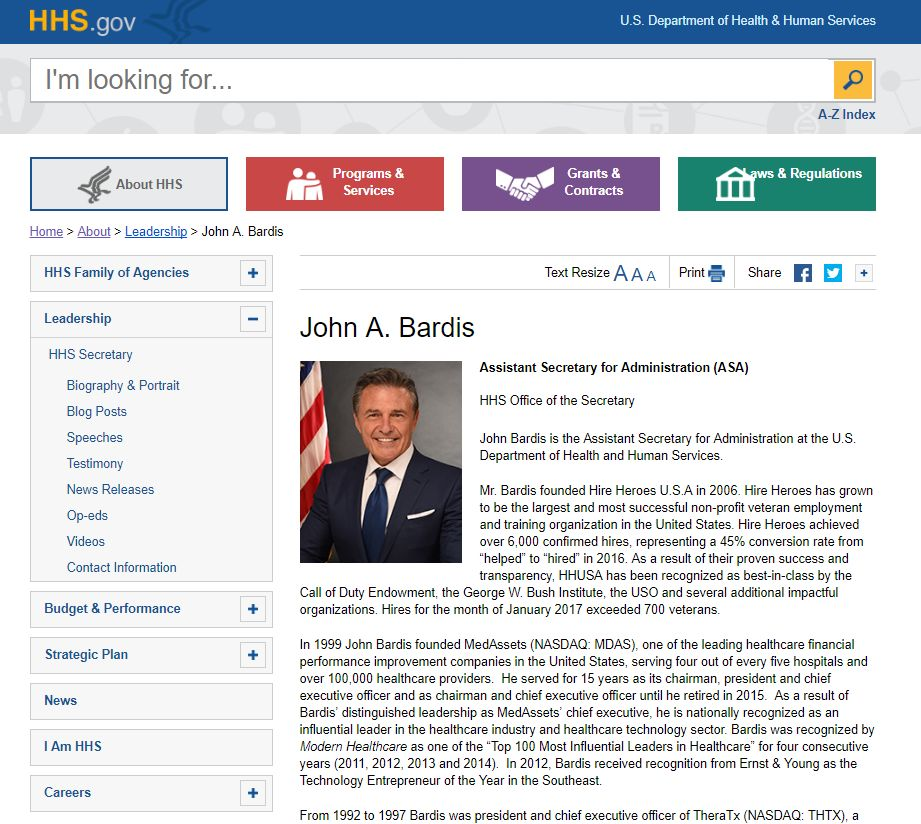 HHS.gov
U.S. Department of Health & Human Services
I'm looking for...
A-Z Index
About HHS
Programs &
Services
Grants &
Contracts
Laws & Regulations
Home > About > Leadership > John A. Bardis
HHS Family of Agencies +
Leadership −
HHS Secretary
Biography & Portrait
Blog Posts
Speeches
Testimony
News Releases
Op-eds
Videos
Contact Information
Budget & Performance +
Strategic Plan +
News
I Am HHS
Careers +
Text Resize A A A Print Share f +
John A. Bardis
Assistant Secretary for Administration (ASA)
HHS Office of the Secretary
John Bardis is the Assistant Secretary for Administration at the U.S.
Department of Health and Human Services.
Mr. Bardis founded Hire Heroes U.S.A in 2006. Hire Heroes has grown
to be the largest and most successful non-profit veteran employment
and training organization in the United States. Hire Heroes achieved
over 6,000 confirmed hires, representing a 45% conversion rate from
“helped” to “hired” in 2016. As a result of their proven success and
transparency, HHUSA has been recognized as best-in-class by the
Call of Duty Endowment, the George W. Bush Institute, the USO and several additional impactful
organizations. Hires for the month of January 2017 exceeded 700 veterans.
In 1999 John Bardis founded MedAssets (NASDAQ: MDAS), one of the leading healthcare financial
performance improvement companies in the United States, serving four out of every five hospitals and
over 100,000 healthcare providers.  He served for 15 years as its chairman, president and chief
executive officer and as chairman and chief executive officer until he retired in 2015.  As a result of
Bardis’ distinguished leadership as MedAssets’ chief executive, he is nationally recognized as an
influential leader in the healthcare industry and healthcare technology sector. Bardis was recognized by
Modern Healthcare as one of the “Top 100 Most Influential Leaders in Healthcare” for four consecutive
years (2011, 2012, 2013 and 2014).  In 2012, Bardis received recognition from Ernst & Young as the
Technology Entrepreneur of the Year in the Southeast.
From 1992 to 1997 Bardis was president and chief executive officer of TheraTx (NASDAQ: THTX), a